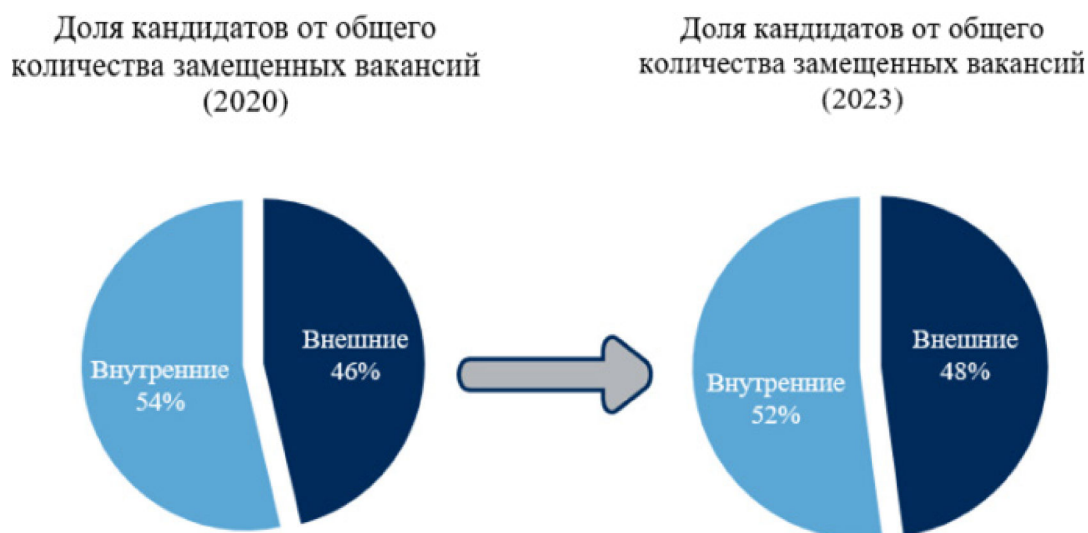 Доля кандидатов от общего
количества замещенных вакансий
(2020)
Внутренние
54%
Внешние
46%
Доля кандидатов от общего
количества замещенных вакансий
(2023)
Внутренние
52%
Внешние
48%